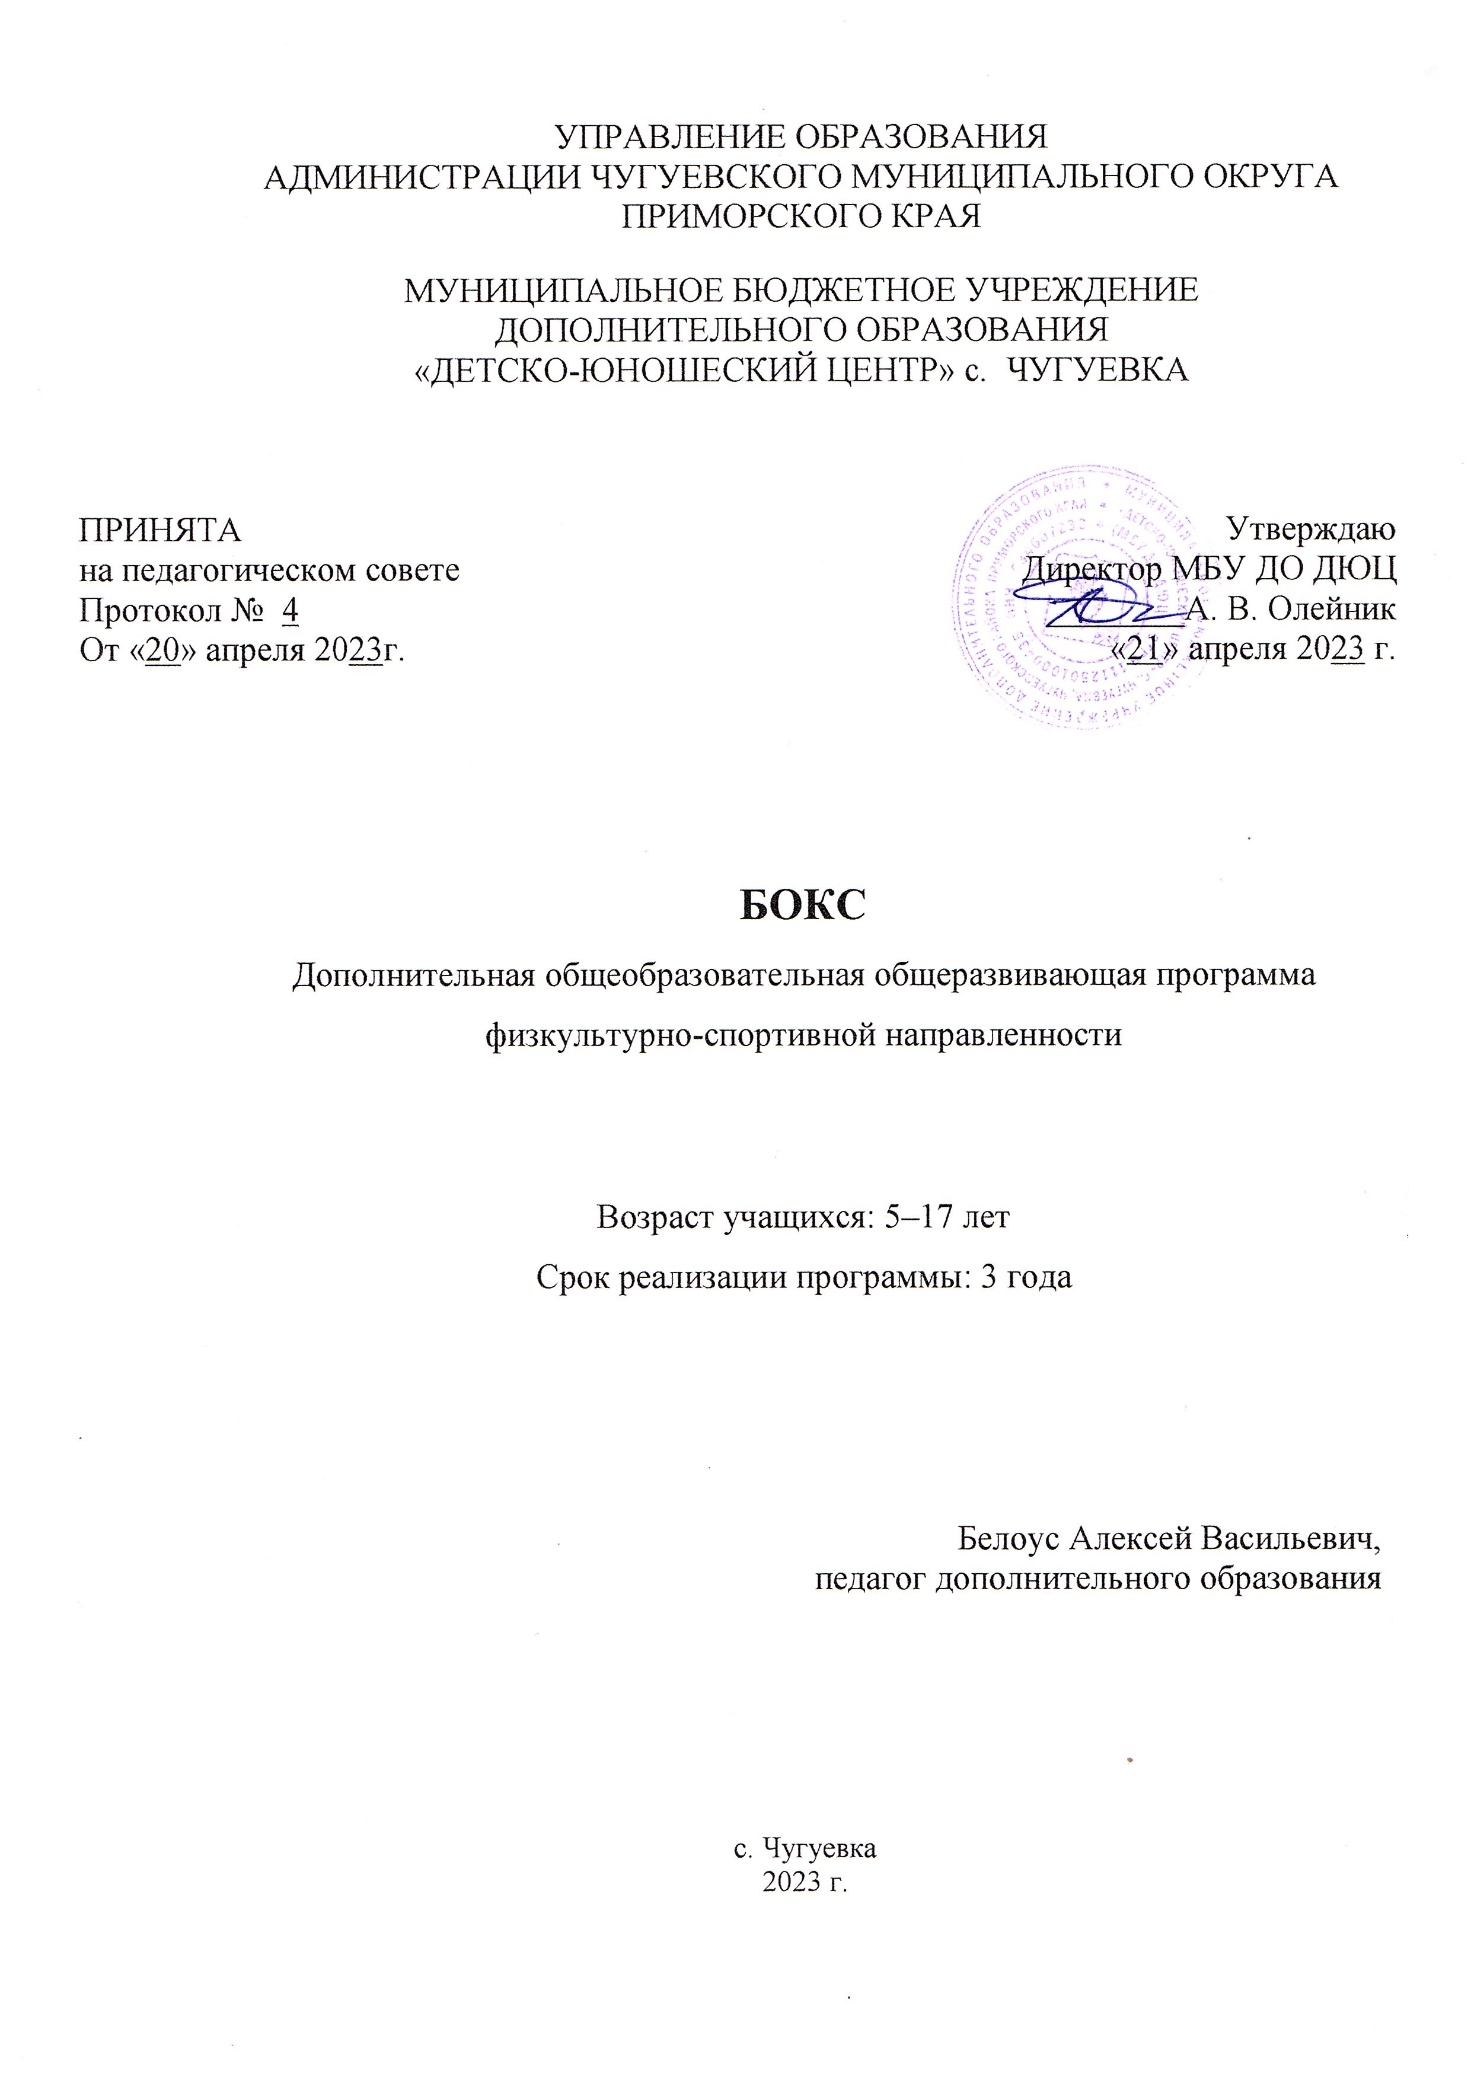 УПРАВЛЕНИЕ ОБРАЗОВАНИЯ
АДМИНИСТРАЦИИ ЧУГУЕВСКОГО МУНИЦИПАЛЬНОГО ОКРУГА
ПРИМОРСКОГО КРАЯ
МУНИЦИПАЛЬНОЕ БЮДЖЕТНОЕ УЧРЕЖДЕНИЕ
ДОПОЛНИТЕЛЬНОГО ОБРАЗОВАНИЯ
«ДЕТСКО-ЮНОШЕСКИЙ ЦЕНТР» с. ЧУГУЕВКА
ПРИНЯТА
на педагогическом совете
Протокол № 4
От «20» апреля 2023г.
Утверждаю
Директор МБУ ДО ДЮЦ
А. В. Олейник
«21» апреля 2023 г.
БОКС
Дополнительная общеобразовательная общеразвивающая программа
физкультурно-спортивной направленности
Возраст учащихся: 5–17 лет
Срок реализации программы: 3 года
Белоус Алексей Васильевич,
педагог дополнительного образования
с. Чугуевка
2023 г.